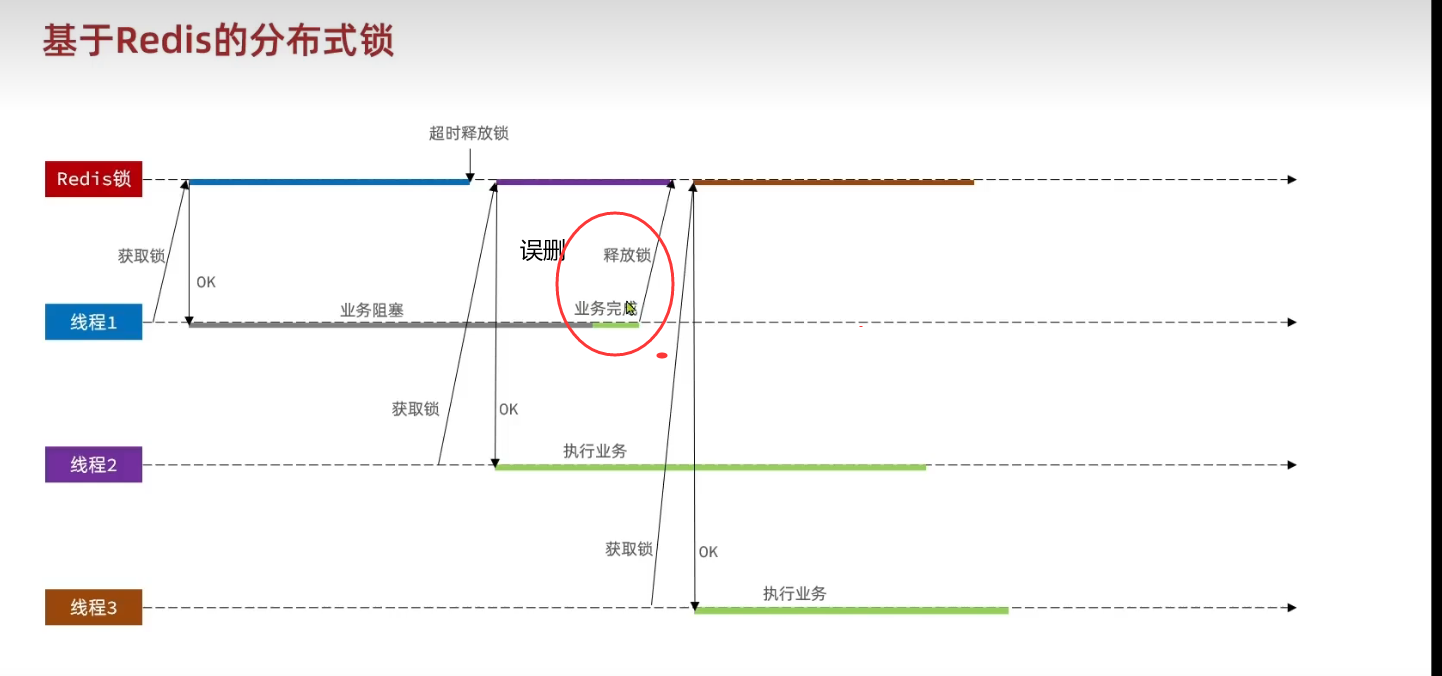 基于Redis的分布式锁
超时释放锁
Redis锁
获取锁
OK
误删
释放锁
线程1
业务阻塞
业务完成
获取锁
OK
线程2
执行业务
获取锁
OK
线程3
执行业务